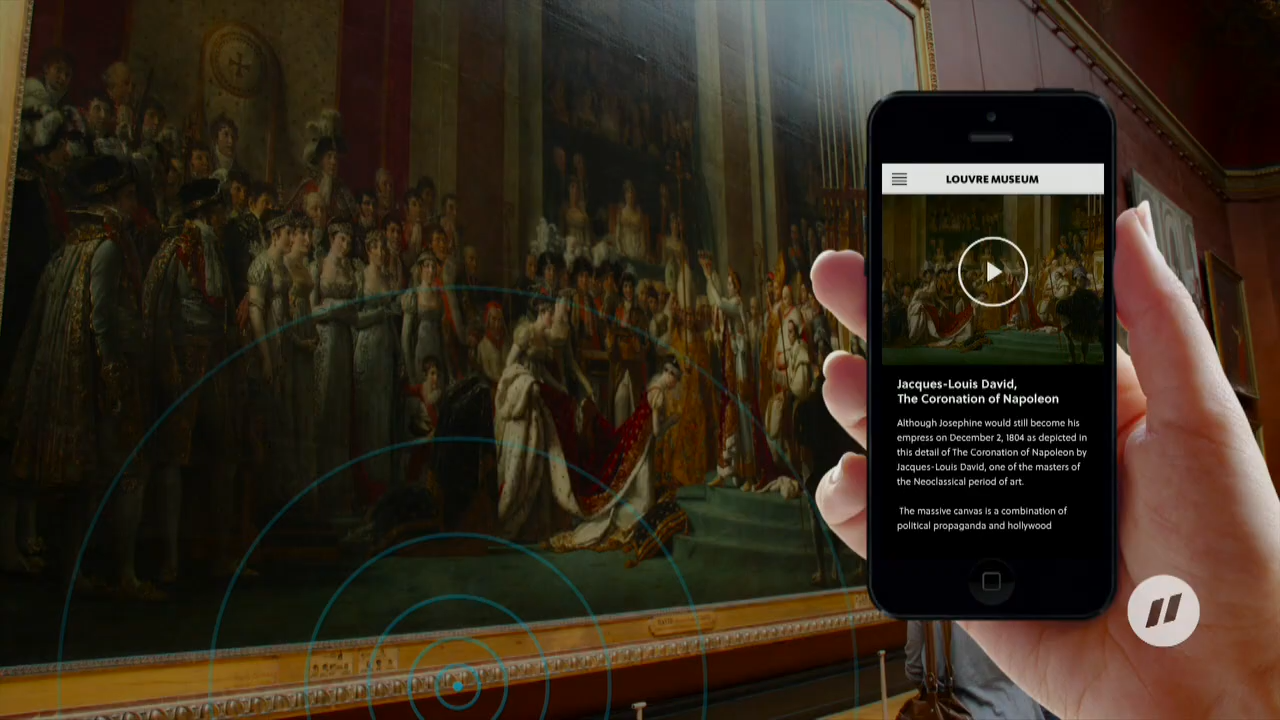 LOUVRE MUSEUM
Jacques-Louis David,
The Coronation of Napoleon
Although Josephine would still become his
empress on December 2, 1804 as depicted in
this detail of The Coronation of Napoleon by
Jacques-Louis David, one of the masters of
the Neoclassical period of art.
The massive canvas is a combination of
political propaganda and hollywood